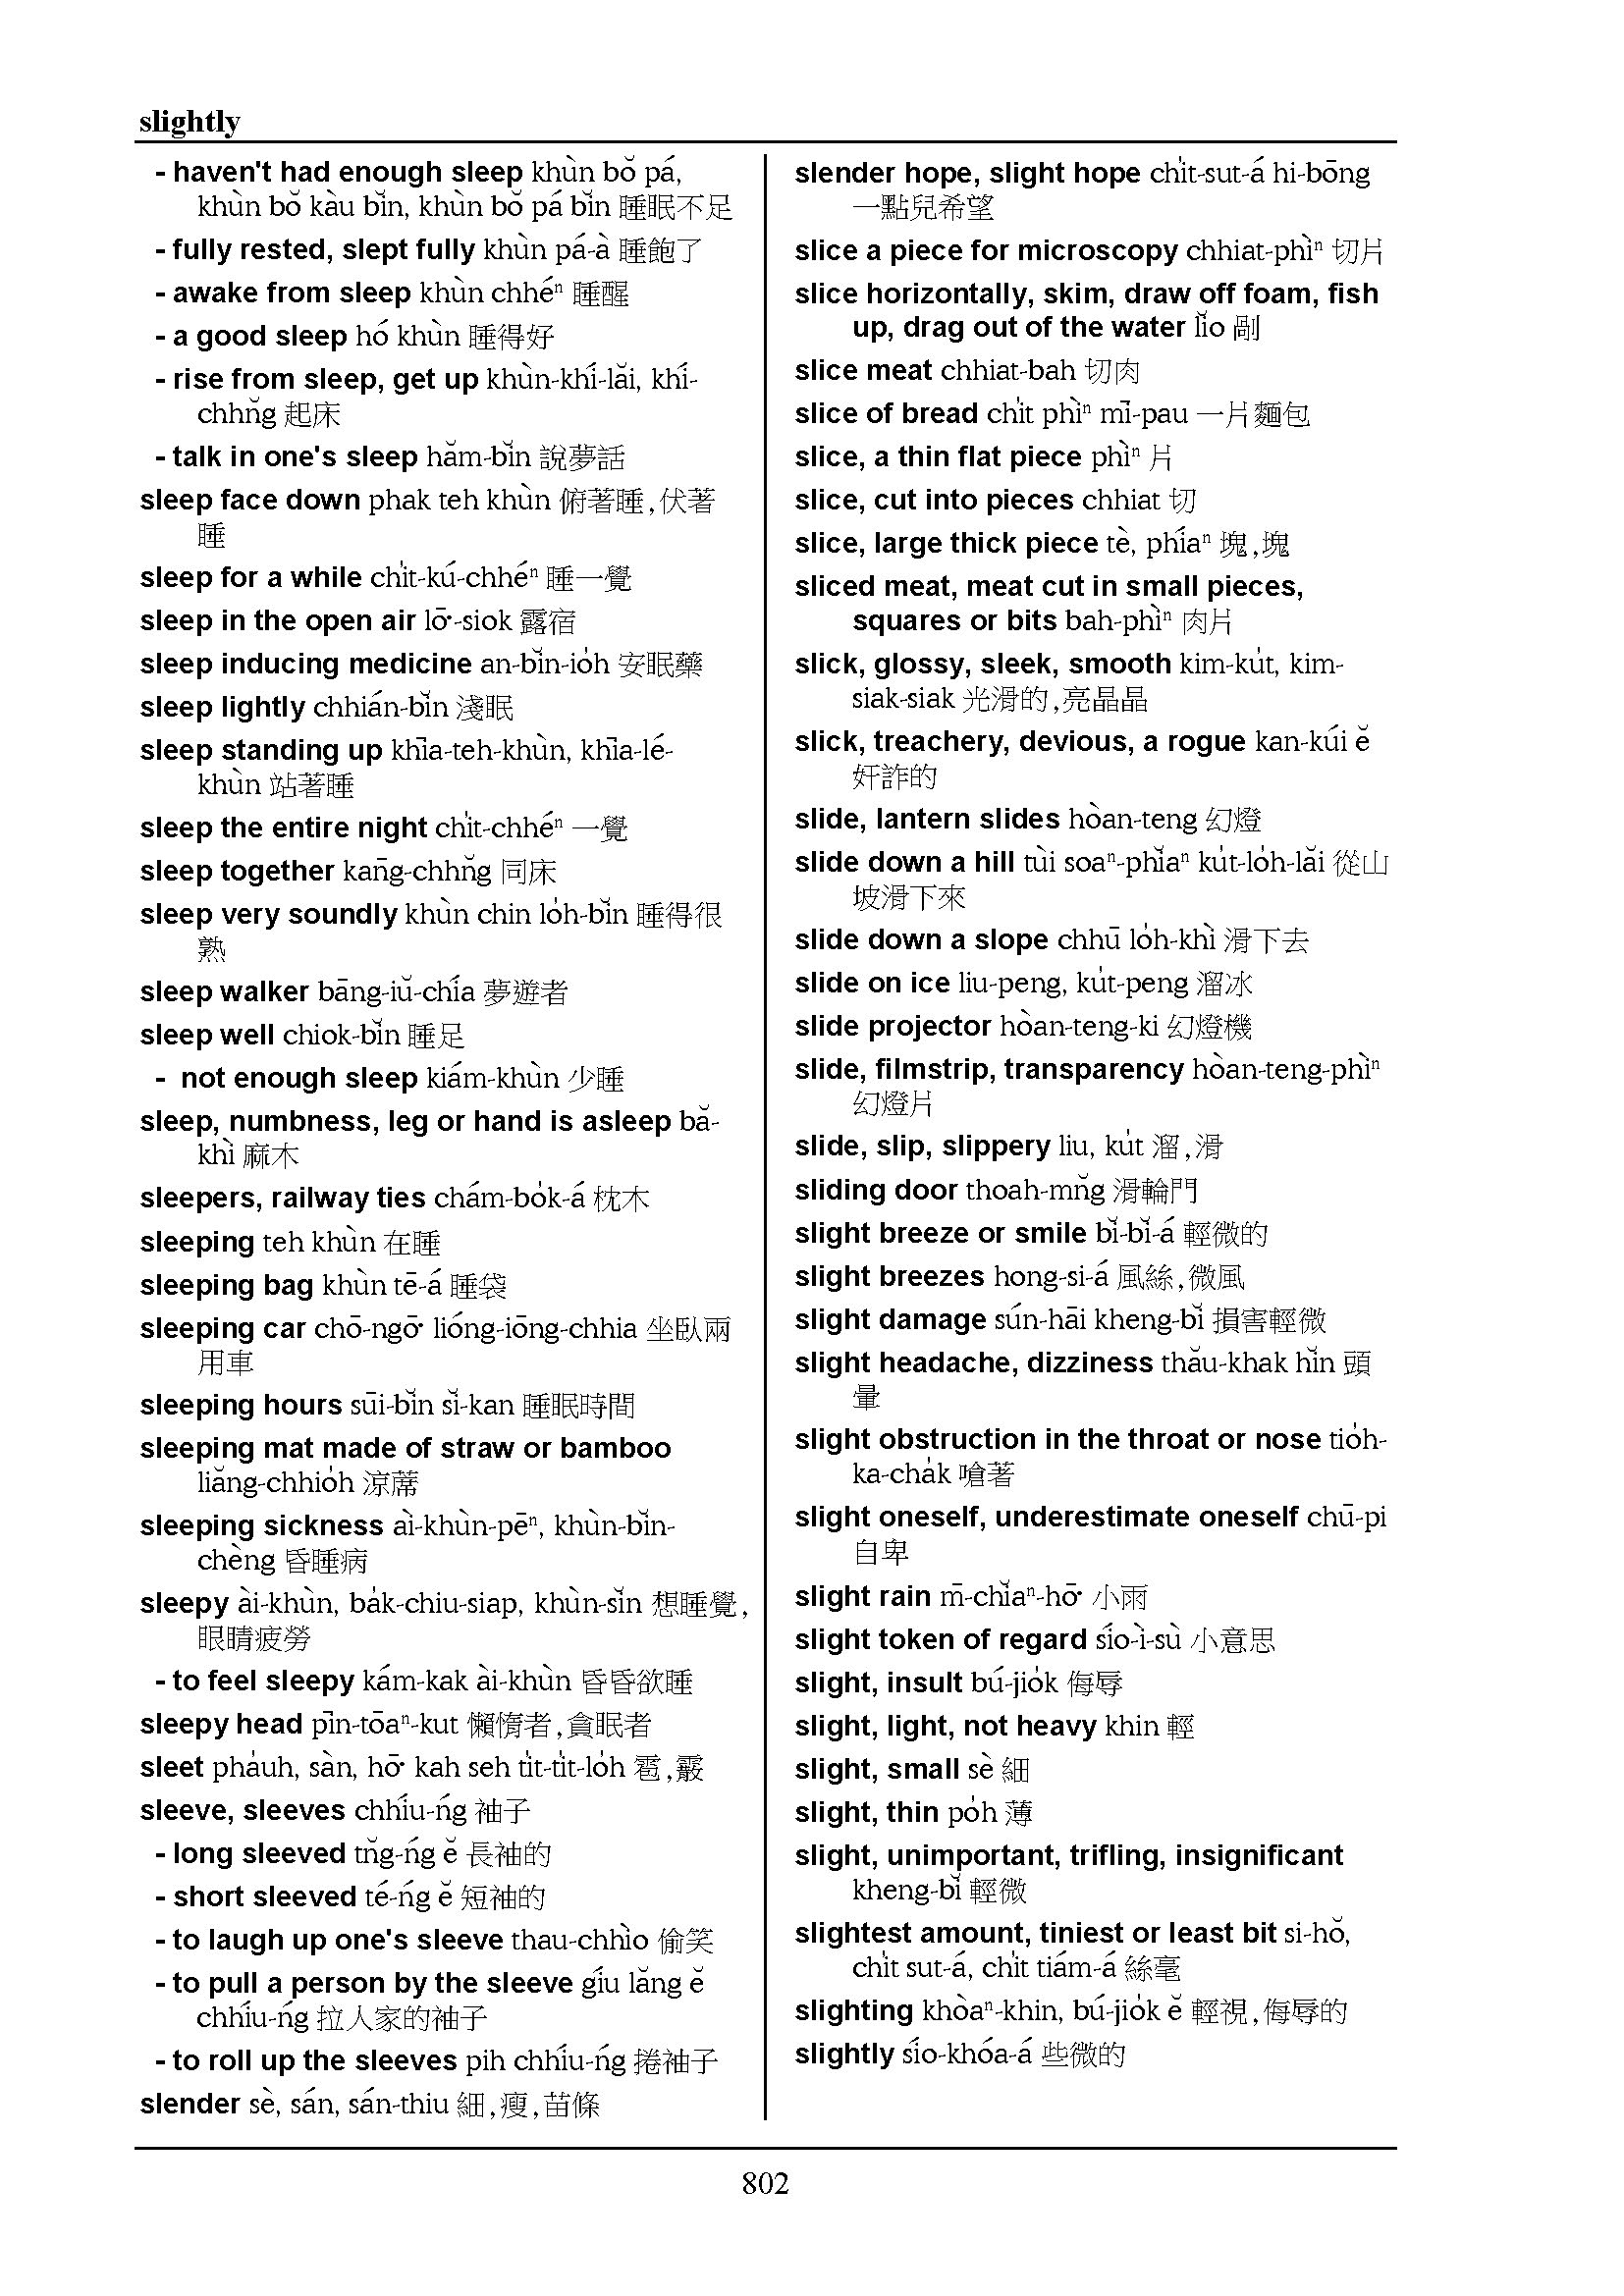 slightly
- haven't had enough sleep khùn bŏ pá,
khùn bŏ kàu bĭn, khùn bŏ pá bĭn 睡眠不足
- fully rested, slept fully khùn pá-à 睡飽了
- awake from sleep khùn chhéⁿ 睡醒
- a good sleep hó khùn 睡得好
- rise from sleep, get up khùn-khí-lăi, khí-
chhn̆g 起床
- talk in one's sleep hăm-bĭn 說夢話
sleep face down phak teh khùn 俯著睡,伏著
睡
sleep for a while chi̍t-kú-chhéⁿ 睡一覺
sleep in the open air lō͘-siok 露宿
sleep inducing medicine an-bĭn-io̍h 安眠藥
sleep lightly chhián-bĭn 淺眠
sleep standing up khīa-teh-khùn, khīa-lé-
khùn 站著睡
sleep the entire night chi̍t-chhéⁿ 一覺
sleep together kāng-chhn̆g 同床
sleep very soundly khùn chin lo̍h-bĭn 睡得很
熟
sleep walker bāng-iŭ-chía 夢遊者
sleep well chiok-bĭn 睡足
- not enough sleep kiám-khùn 少睡
sleep, numbness, leg or hand is asleep bă-
khì 麻木
sleepers, railway ties chám-bo̍k-á 枕木
sleeping teh khùn 在睡
sleeping bag khùn tē-á 睡袋
sleeping car chō-ngō͘ lióng-iōng-chhia 坐臥兩
用車
sleeping hours sūi-bĭn sĭ-kan 睡眠時間
sleeping mat made of straw or bamboo
liăng-chhio̍h 涼蓆
sleeping sickness aì-khùn-pēⁿ, khùn-bĭn-
chèng 昏睡病
sleepy ài-khùn, ba̍k-chiu-siap, khùn-sĭn 想睡覺,
眼睛疲勞
- to feel sleepy kám-kak ài-khùn 昏昏欲睡
sleepy head pīn-tōaⁿ-kut 懶惰者,貪眠者
sleet pha̍uh, sàn, hō͘ kah seh ti̍t-ti̍t-lo̍h 雹,霰
sleeve, sleeves chhíu-ńg 袖子
- long sleeved tn̆g-ńg ĕ 長袖的
- short sleeved té-ńg ĕ 短袖的
- to laugh up one's sleeve thau-chhìo 偷笑
- to pull a person by the sleeve gíu lăng ĕ
chhíu-ńg 拉人家的袖子
- to roll up the sleeves pih chhíu-ńg 捲袖子
slender sè, sán, sán-thiu 細,瘦,苗條
slender hope, slight hope chi̍t-sut-á hi-bōng
一點兒希望
slice a piece for microscopy chhiat-phìⁿ 切片
slice horizontally, skim, draw off foam, fish
up, drag out of the water lĭo 剮
slice meat chhiat-bah 切肉
slice of bread chi̍t phìⁿ mī-pau 一片麵包
slice, a thin flat piece phìⁿ 片
slice, cut into pieces chhiat 切
slice, large thick piece tè, phíaⁿ 塊,塊
sliced meat, meat cut in small pieces,
squares or bits bah-phìⁿ 肉片
slick, glossy, sleek, smooth kim-ku̍t, kim-
siak-siak 光滑的,亮晶晶
slick, treachery, devious, a rogue kan-kúi ĕ
奸詐的
slide, lantern slides hòan-teng 幻燈
slide down a hill tùi soaⁿ-phĭaⁿ ku̍t-lo̍h-lăi 從山
坡滑下來
slide down a slope chhū lo̍h-khì 滑下去
slide on ice liu-peng, ku̍t-peng 溜冰
slide projector hòan-teng-ki 幻燈機
slide, filmstrip, transparency hòan-teng-phìⁿ
幻燈片
slide, slip, slippery liu, ku̍t 溜,滑
sliding door thoah-mn̆g 滑輪門
slight breeze or smile bĭ-bĭ-á 輕微的
slight breezes hong-si-á 風絲,微風
slight damage sún-hāi kheng-bĭ 損害輕微
slight headache, dizziness thău-khak hĭn 頭
暈
slight obstruction in the throat or nose tio̍h-
ka-cha̍k 嗆著
slight oneself, underestimate oneself chū-pi
自卑
slight rain m̄-chĭaⁿ-hō͘ 小雨
slight token of regard sío-ì-sù 小意思
slight, insult bú-jio̍k 侮辱
slight, light, not heavy khin 輕
slight, small sè 細
slight, thin po̍h 薄
slight, unimportant, trifling, insignificant
kheng-bĭ 輕微
slightest amount, tiniest or least bit si-hŏ,
chi̍t sut-á, chi̍t tiám-á 絲毫
slighting khòaⁿ-khin, bú-jio̍k ĕ 輕視,侮辱的
slightly sío-khóa-á 些微的
802